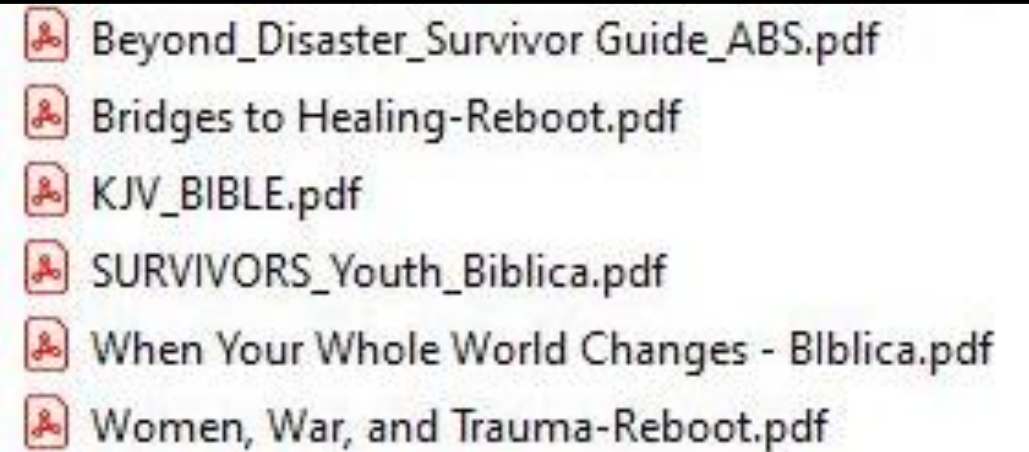 Beyond_Disaster_Survivor Guide_ABS.pdf
Bridges to Healing-Reboot.pdf
KJV_BIBLE.pdf
SURVIVORS_Youth_Biblica.pdf
When Your Whole World Changes - BIblica.pdf
Women, War, and Trauma-Reboot.pdf